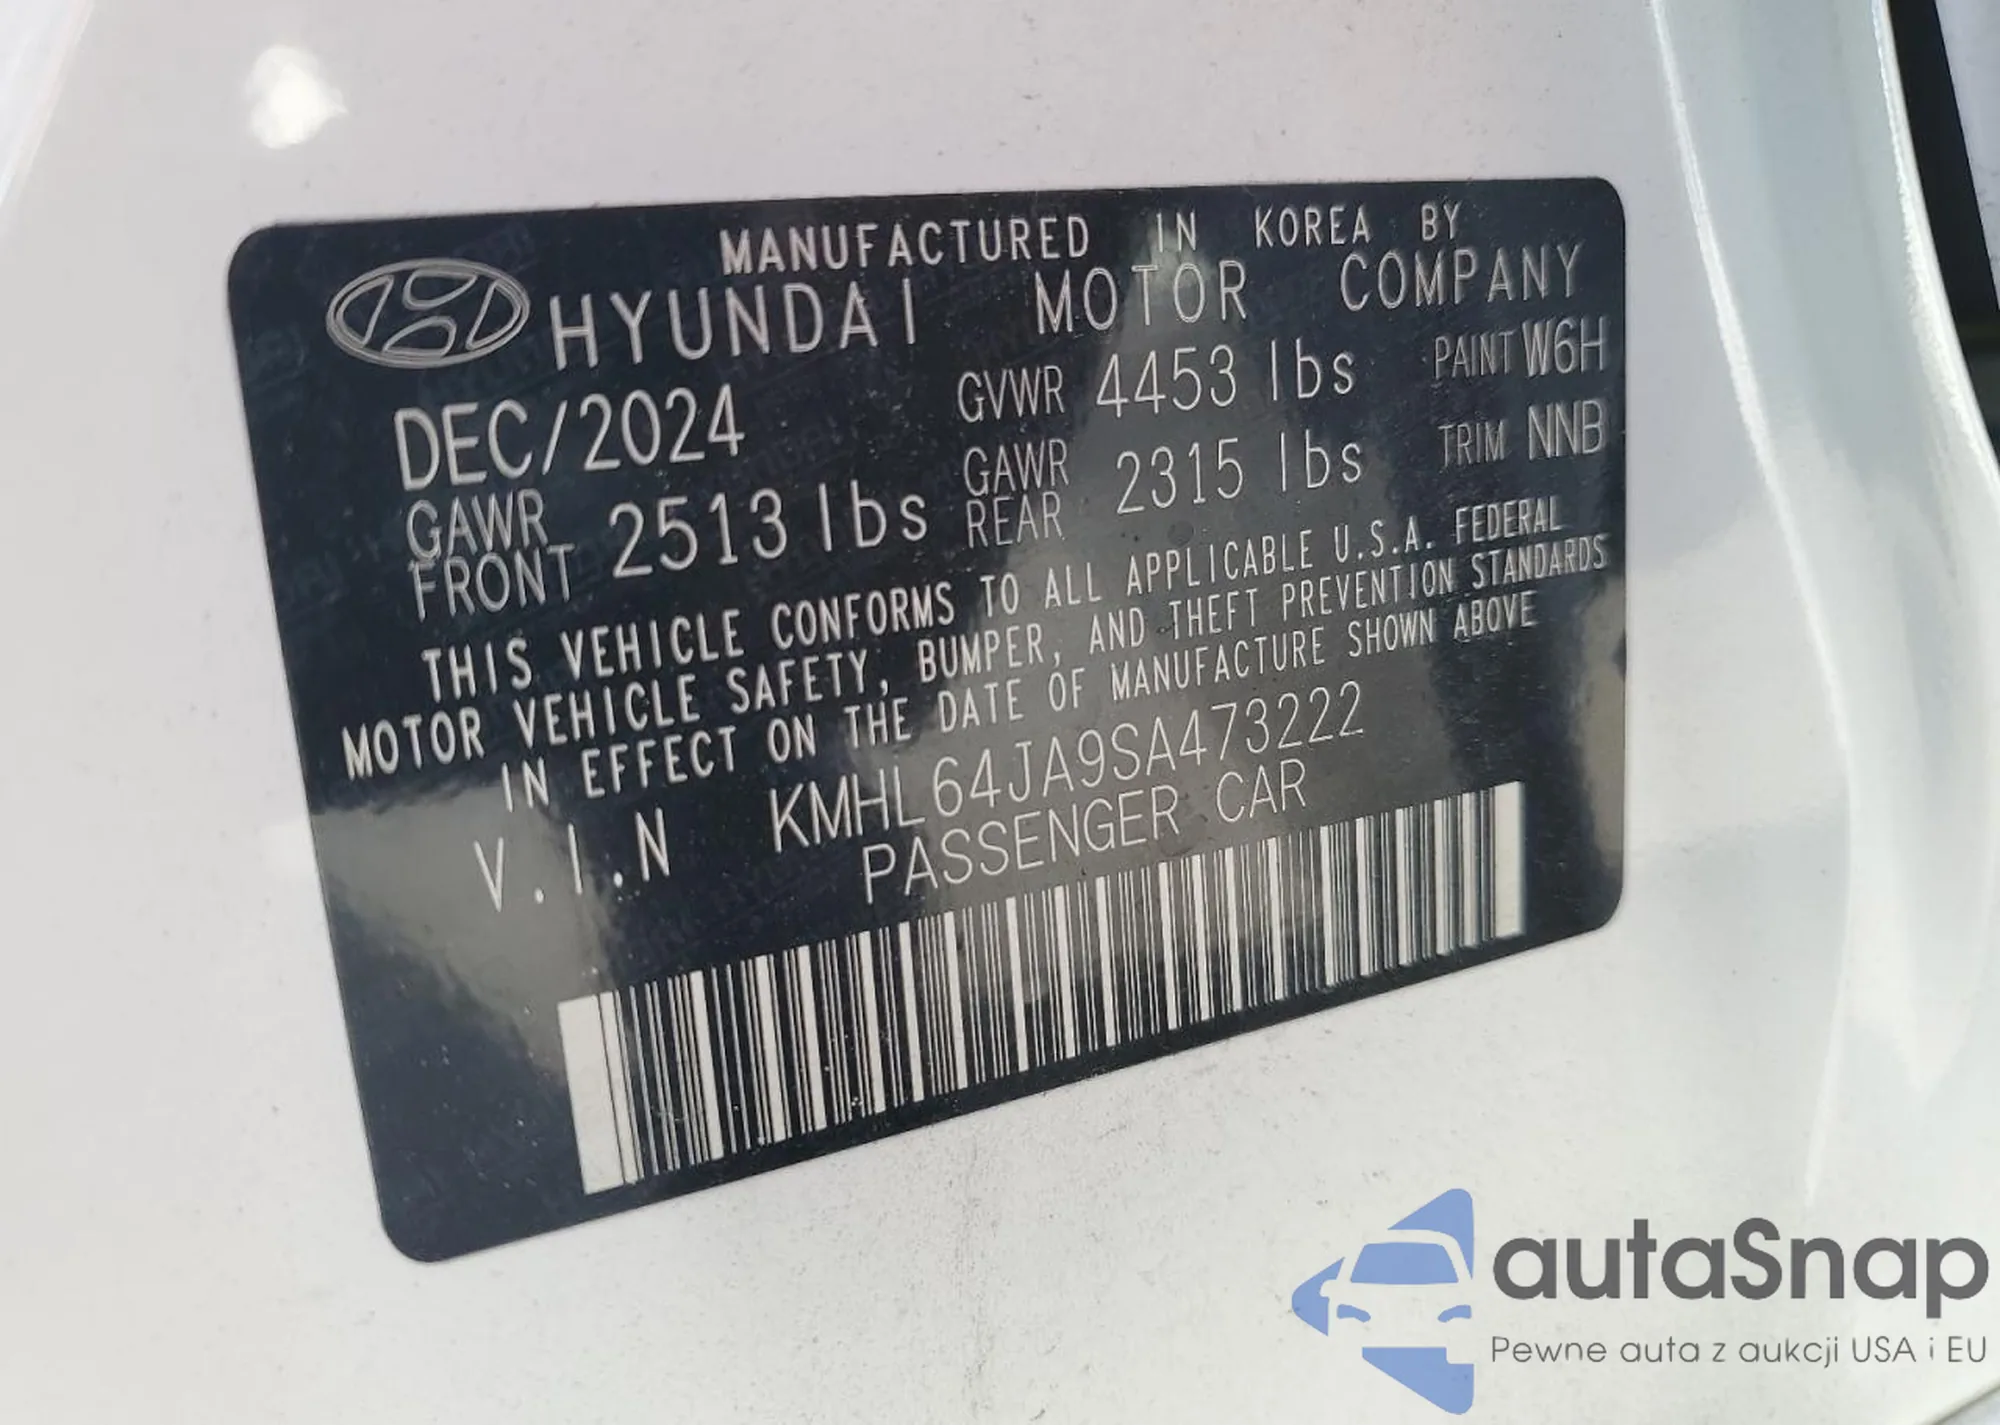 MANUFACTURED IN KOREA BY
HYUNDAI MOTOR COMPANY
DEC/2024 GVWR 4453 lbs PAINT W6H
GAWR FRONT 2513 lbs GAWR REAR 2315 lbs TRIM NNB
THIS VEHICLE CONFORMS TO ALL APPLICABLE U.S.A. FEDERAL
MOTOR VEHICLE SAFETY, BUMPER, AND THEFT PREVENTION STANDARDS
IN EFFECT ON THE DATE OF MANUFACTURE SHOWN ABOVE
V.I.N KMHL64JA9SA473222
PASSENGER CAR
autaSnap
Pewne auta z aukcji USA i EU